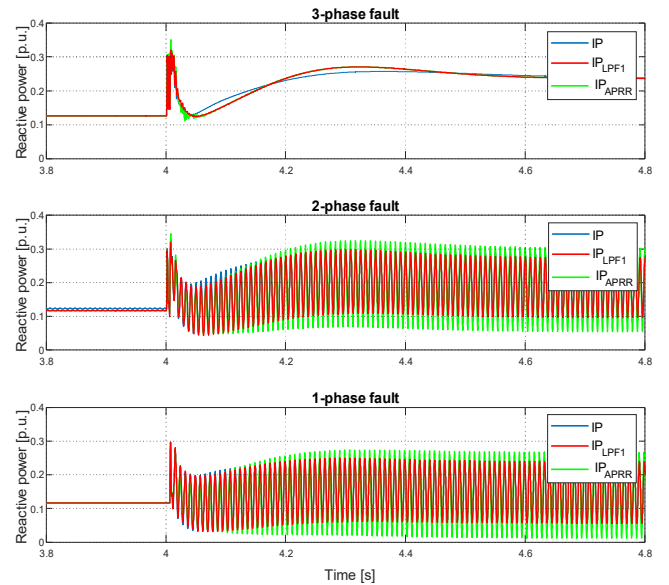 3-phase fault
Reactive power [p.u.]
0.4
0.3
0.2
0.1
0
3.8
4
4.2
4.4
4.6
4.8
IP
IP_LPF1
IP_APRR
2-phase fault
Reactive power [p.u.]
0.4
0.3
0.2
0.1
0
3.8
4
4.2
4.4
4.6
4.8
IP
IP_LPF1
IP_APRR
1-phase fault
Reactive power [p.u.]
0.4
0.3
0.2
0.1
0
3.8
4
4.2
4.4
4.6
4.8
IP
IP_LPF1
IP_APRR
Time [s]